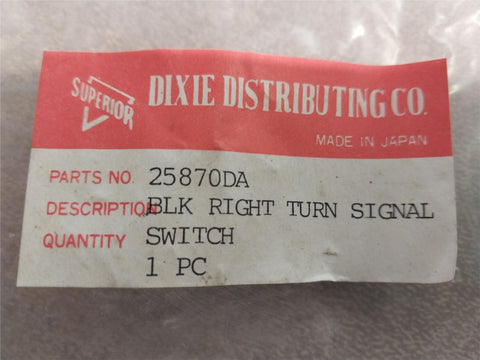 SUPERIOR
DIXIE DISTRIBUTING CO.
MADE IN JAPAN
PARTS NO. 25870DA
DESCRIPTION BLK RIGHT TURN SIGNAL
QUANTITY SWITCH
1 PC